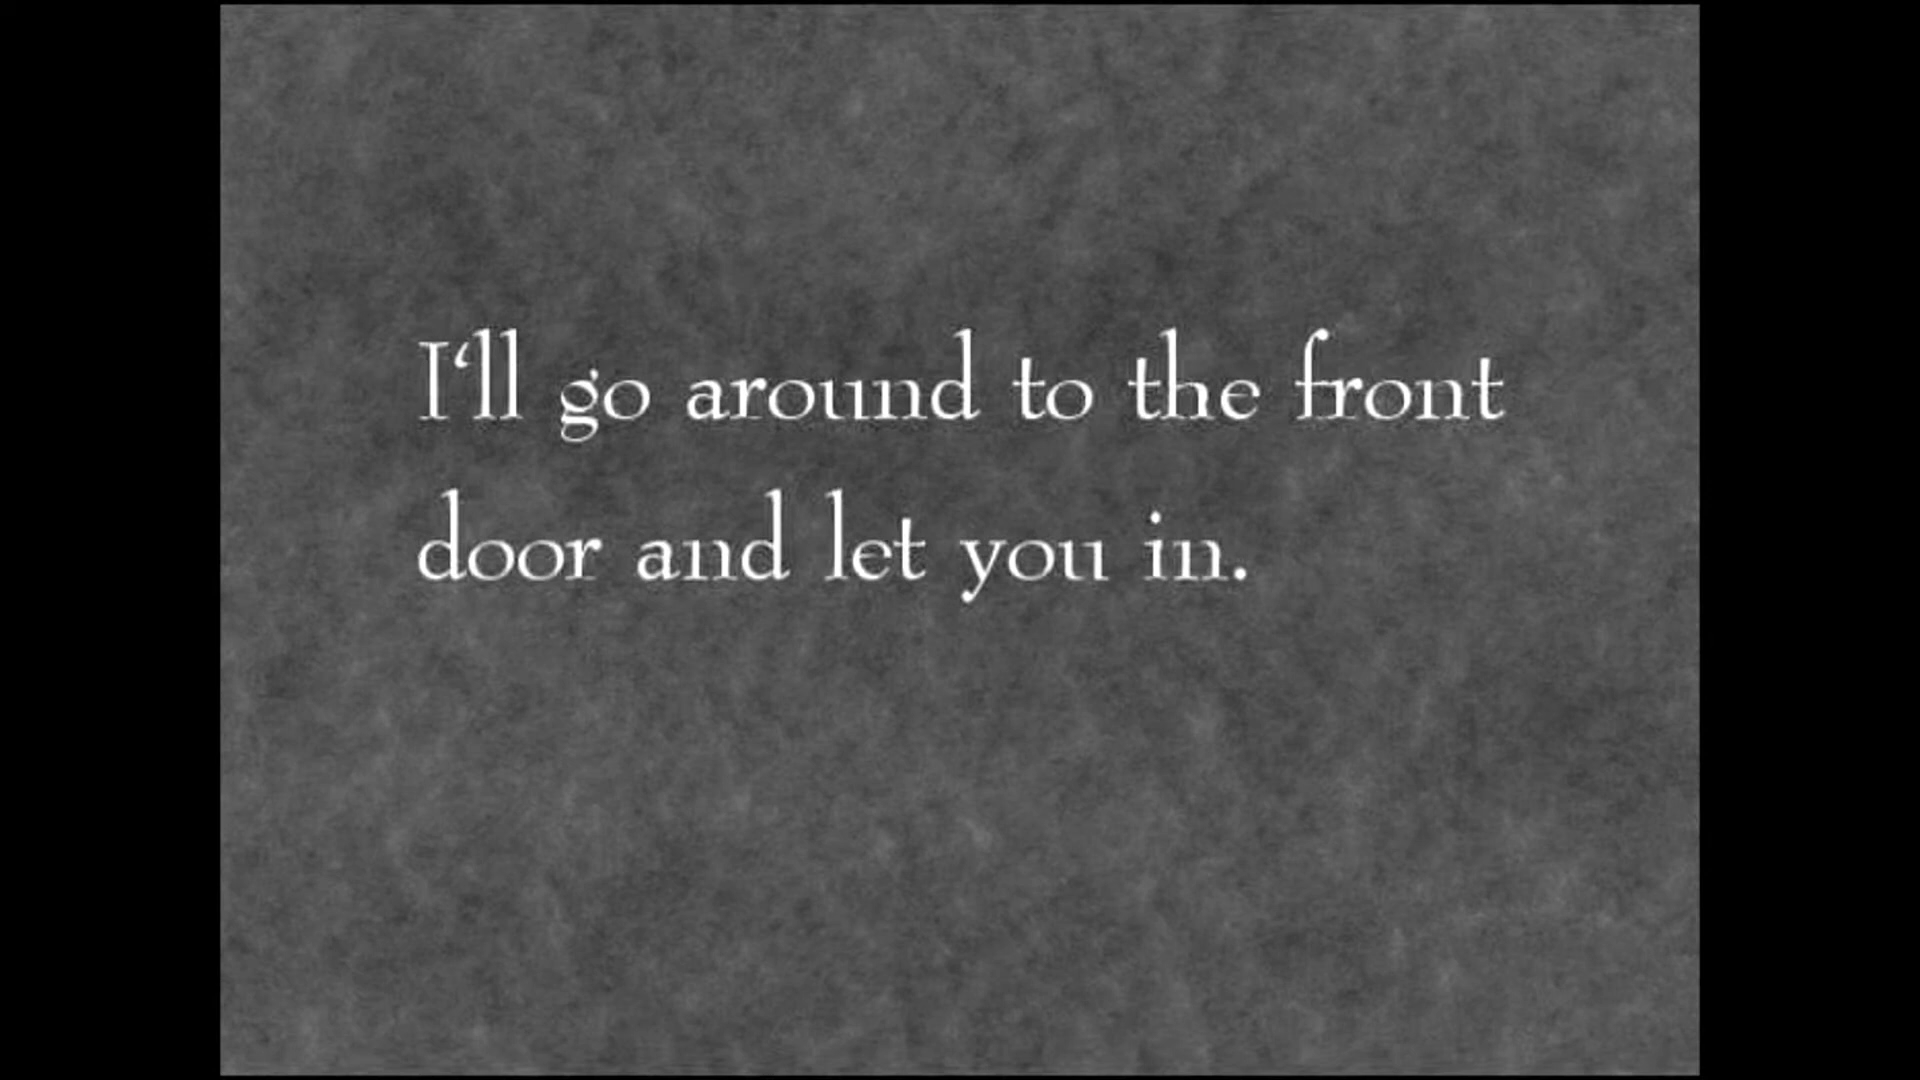 I‘ll go around to the front
door and let you in.